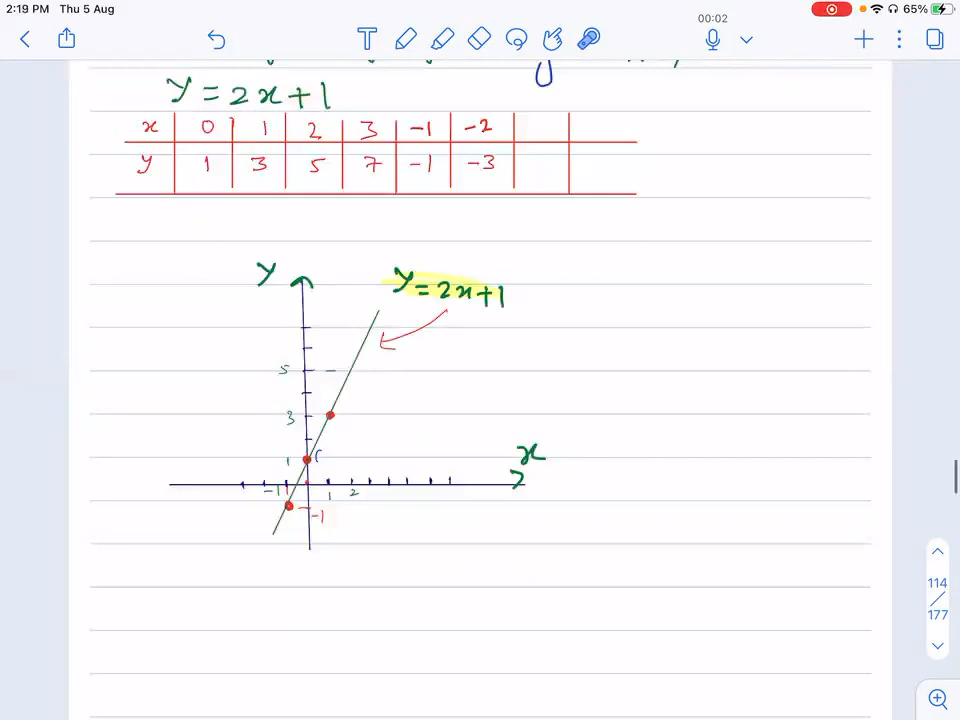 2:19 PM Thu 5 Aug
00:02
65%
T
y = 2x+1
x 0 1 2 3 -1 -2
y 1 3 5 7 -1 -3
y
y = 2x+1
5
3
1
x
-1 1 2
-1
114
177